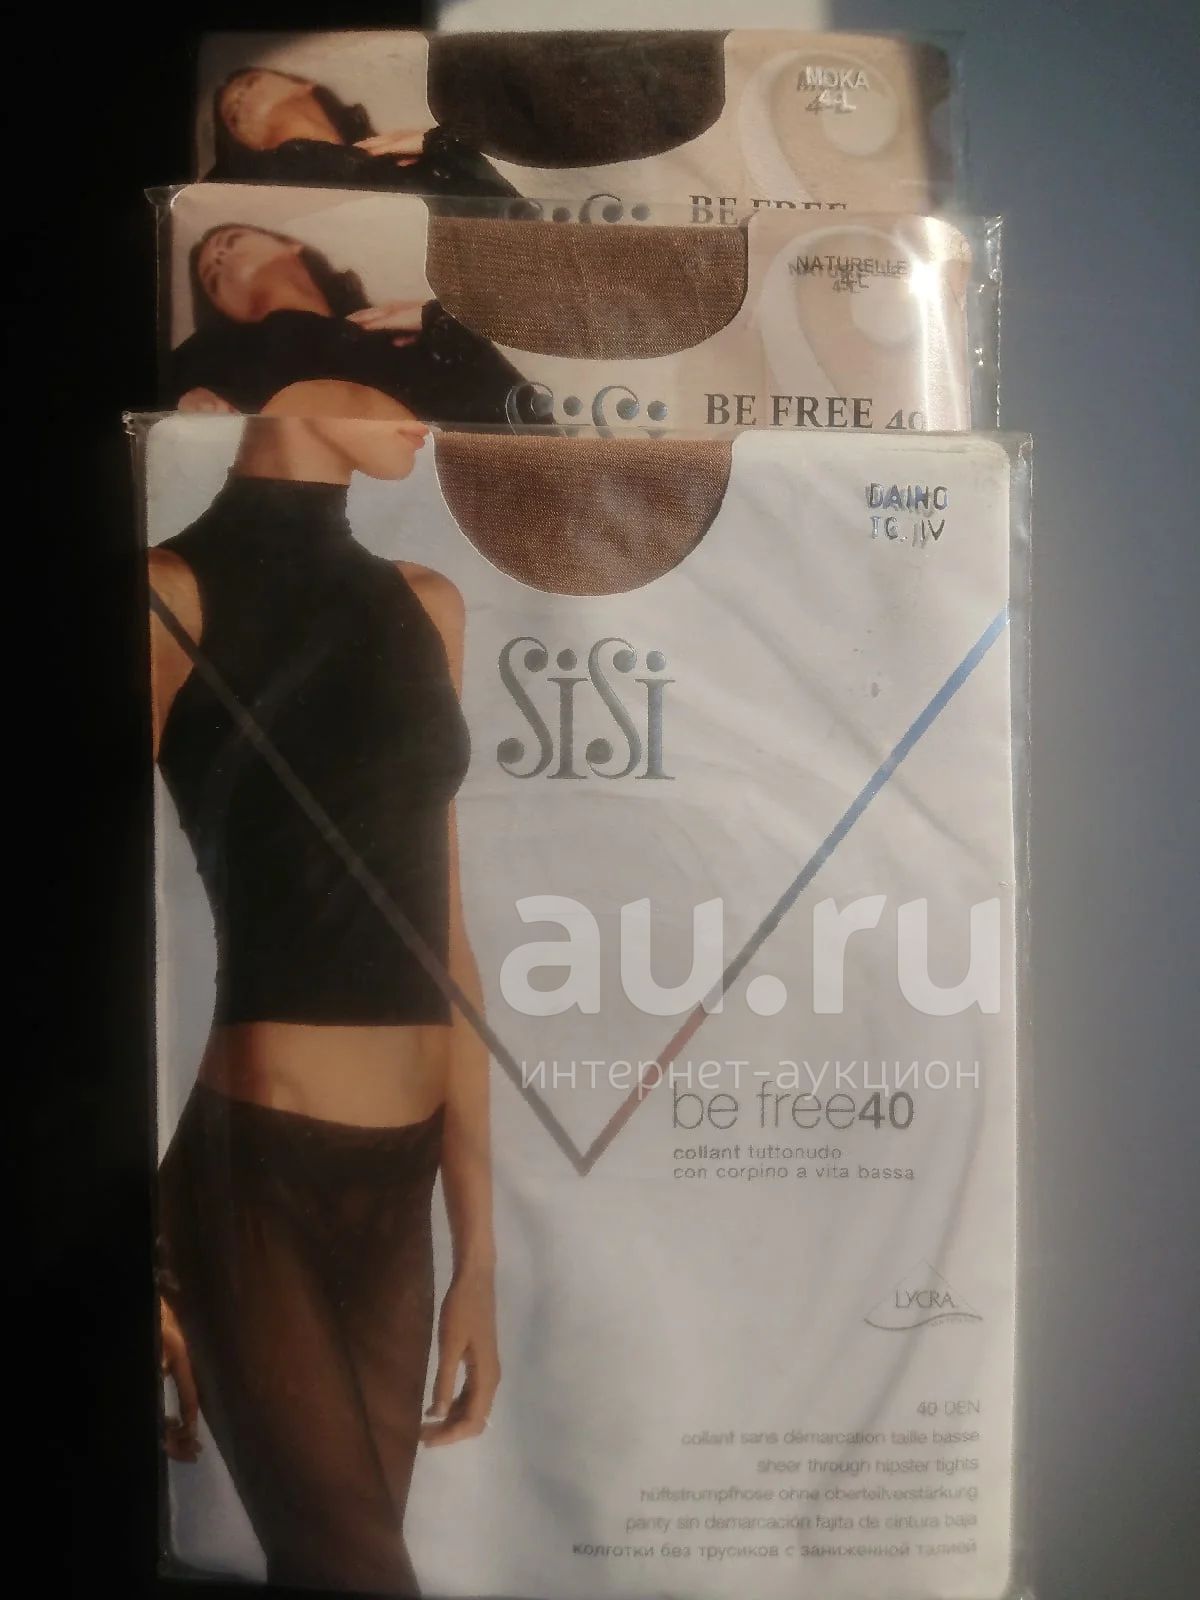 MOKA
4-L
SiSi
BE FREE
NATURELLE
4-L
SiSi
BE FREE 40
DAINO
TG. IV
SiSi
au.ru
интернет-аукцион
be free40
collant tuttonudo
con corpino a vita bassa
LYCRA
40 DEN
collant sans démarcation taille basse
sheer through hipster tights
hüftstrumpfhose ohne oberteilverstärkung
panty sin demarcación fajita de cintura baja
колготки без трусиков с заниженной талией